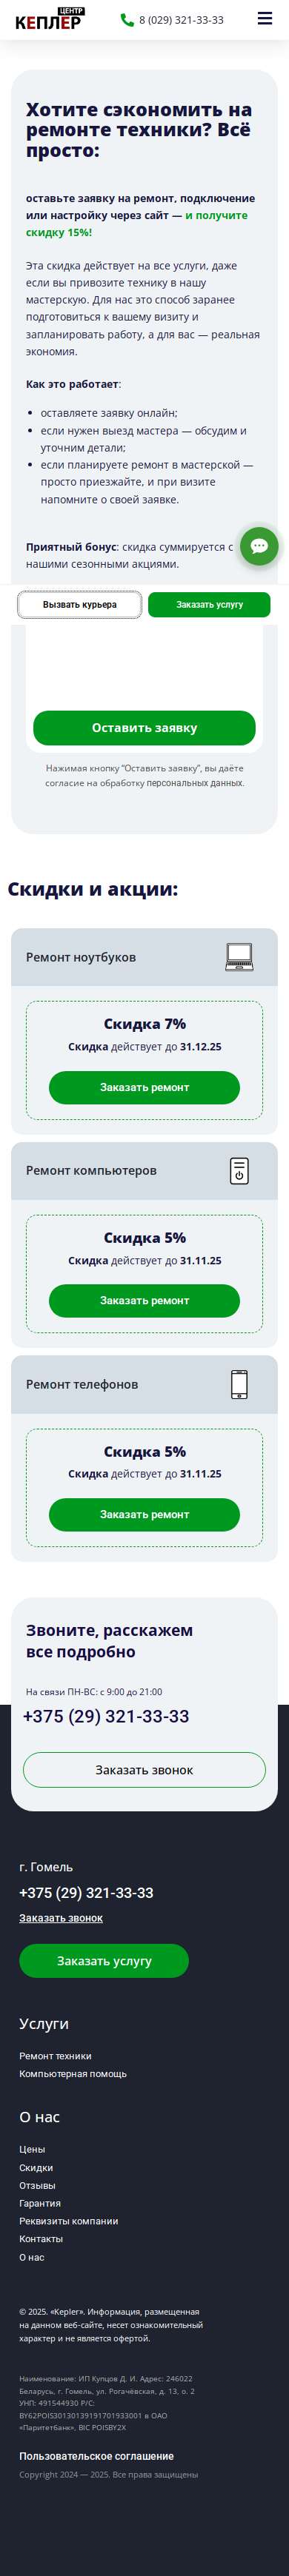 КЕПЛЕР ЦЕНТР
8 (029) 321-33-33
Хотите сэкономить на
ремонте техники? Всё
просто:
оставьте заявку на ремонт, подключение
или настройку через сайт — и получите
скидку 15%!
Эта скидка действует на все услуги, даже
если вы привозите технику в нашу
мастерскую. Для нас это способ заранее
подготовиться к вашему визиту и
запланировать работу, а для вас — реальная
экономия.
Как это работает:
оставляете заявку онлайн;
если нужен выезд мастера — обсудим и
уточним детали;
если планируете ремонт в мастерской —
просто приезжайте, и при визите
напомните о своей заявке.
Приятный бонус: скидка суммируется с
нашими сезонными акциями.
Вызвать курьера
Заказать услугу
Оставить заявку
Нажимая кнопку “Оставить заявку”, вы даёте
согласие на обработку персональных данных.
Скидки и акции:
Ремонт ноутбуков
Скидка 7%
Скидка действует до 31.12.25
Заказать ремонт
Ремонт компьютеров
Скидка 5%
Скидка действует до 31.11.25
Заказать ремонт
Ремонт телефонов
Скидка 5%
Скидка действует до 31.11.25
Заказать ремонт
Звоните, расскажем
все подробно
На связи ПН-ВС: с 9:00 до 21:00
+375 (29) 321-33-33
Заказать звонок
г. Гомель
+375 (29) 321-33-33
Заказать звонок
Заказать услугу
Услуги
Ремонт техники
Компьютерная помощь
О нас
Цены
Скидки
Отзывы
Гарантия
Реквизиты компании
Контакты
О нас
© 2025. «Kepler». Информация, размещенная
на данном веб-сайте, несет ознакомительный
характер и не является офертой.
Наименование: ИП Купцов Д. И. Адрес: 246022
Беларусь, г. Гомель, ул. Рогачёвская, д. 13, о. 2
УНП: 491544930 Р/С:
BY62POIS30130139191701933001 в ОАО
«Паритетбанк», BIC POISBY2X
Пользовательское соглашение
Copyright 2024 — 2025. Все права защищены